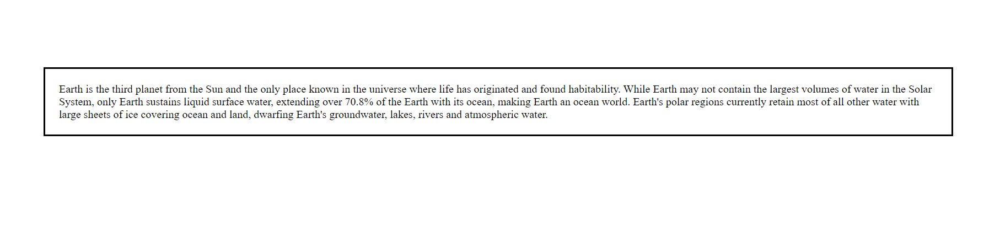 Earth is the third planet from the Sun and the only place known in the universe where life has originated and found habitability. While Earth may not contain the largest volumes of water in the Solar
System, only Earth sustains liquid surface water, extending over 70.8% of the Earth with its ocean, making Earth an ocean world. Earth's polar regions currently retain most of all other water with
large sheets of ice covering ocean and land, dwarfing Earth's groundwater, lakes, rivers and atmospheric water.